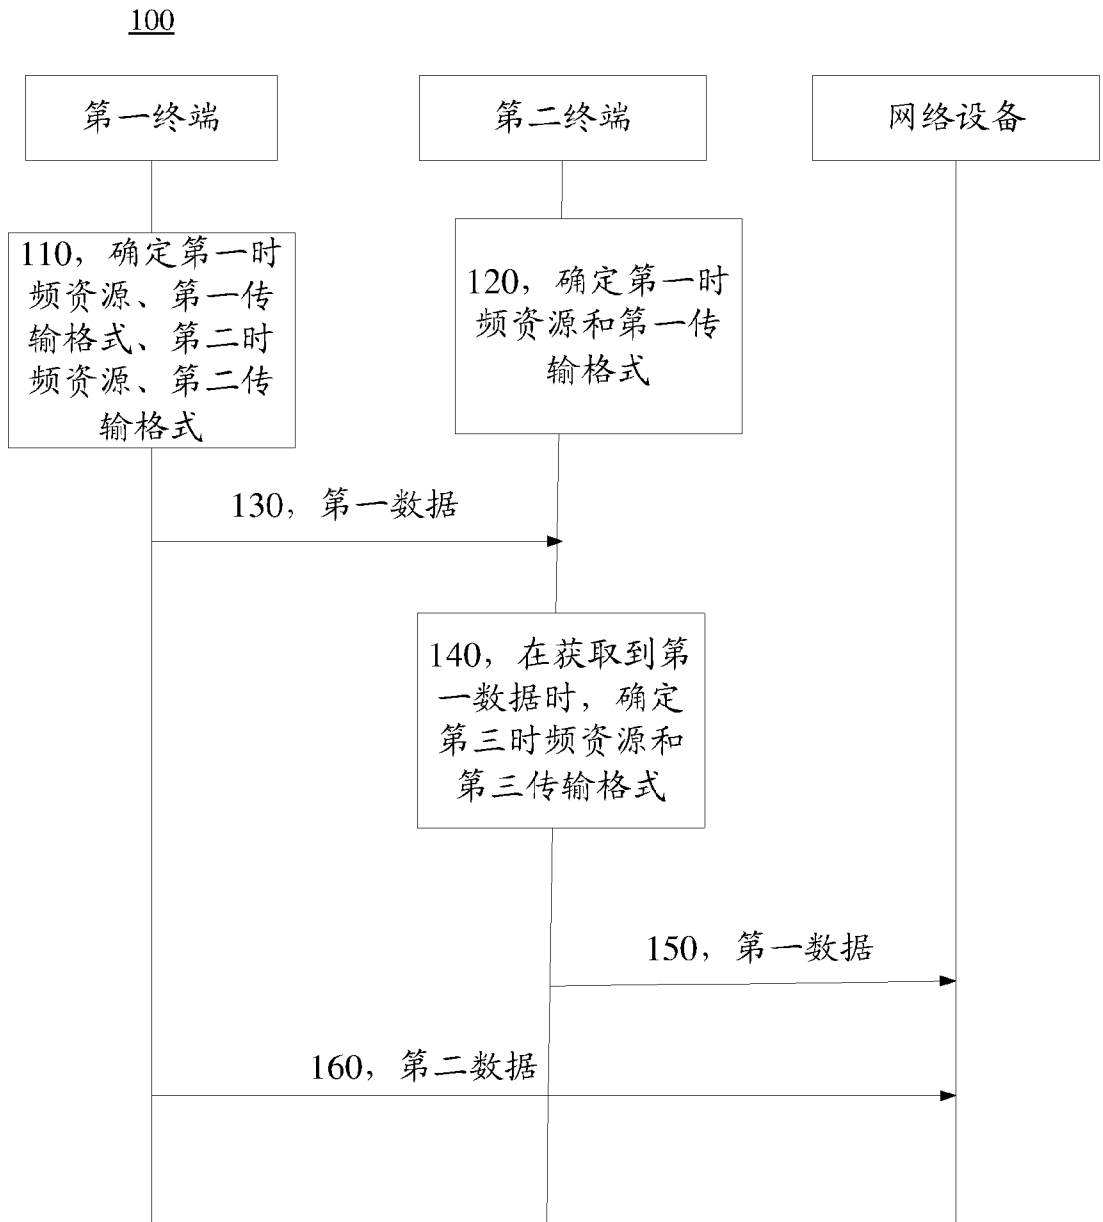 100
第一终端
第二终端
网络设备
110，确定第一时
频资源、第一传
输格式、第二时
频资源、第二传
输格式
120，确定第一时
频资源和第一传
输格式
130，第一数据
140，在获取到第
一数据时，确定
第三时频资源和
第三传输格式
150，第一数据
160，第二数据